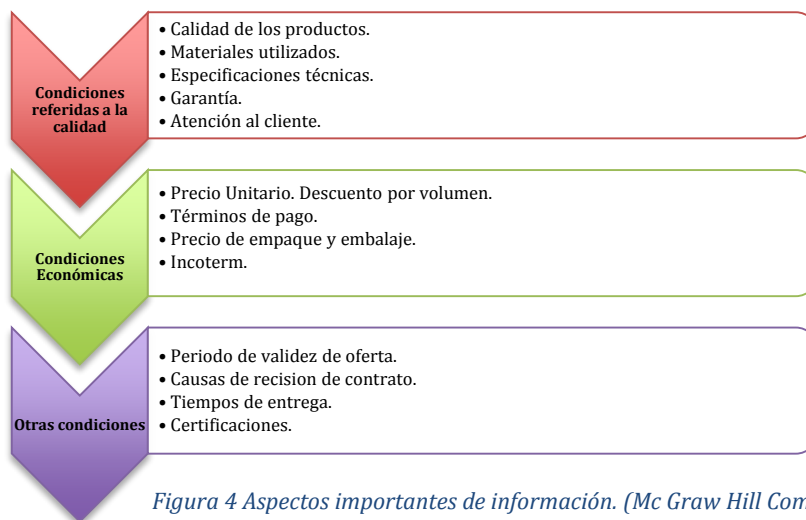 Condiciones
referidas a la
calidad
• Calidad de los productos.
• Materiales utilizados.
• Especificaciones técnicas.
• Garantía.
• Atención al cliente.
Condiciones
Económicas
• Precio Unitario. Descuento por volumen.
• Términos de pago.
• Precio de empaque y embalaje.
• Incoterm.
Otras condiciones
• Periodo de validez de oferta.
• Causas de recision de contrato.
• Tiempos de entrega.
• Certificaciones.
Figura 4 Aspectos importantes de información. (Mc Graw Hill Com